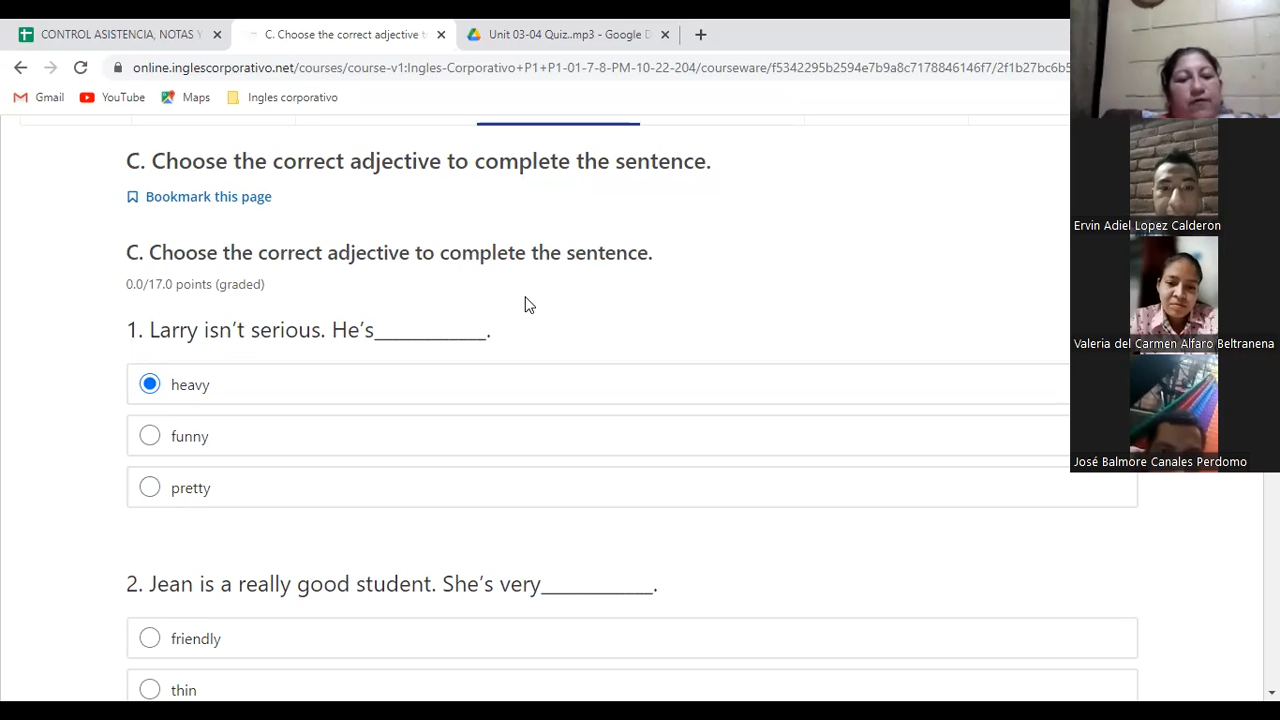 CONTROL ASISTENCIA, NOTAS Y
C. Choose the correct adjective to
Unit 03-04 Quiz..mp3 - Google D
online.inglescorporativo.net/courses/course-v1:Ingles-Corporativo+P1+P1-01-7-8-PM-10-22-204/courseware/f5342295b2594e7b9a8c7178846146f7/2f1b27bc6b5
Gmail
YouTube
Maps
Ingles corporativo
C. Choose the correct adjective to complete the sentence.
Bookmark this page
C. Choose the correct adjective to complete the sentence.
0.0/17.0 points (graded)
1. Larry isn’t serious. He’s___________.
heavy
funny
pretty
2. Jean is a really good student. She’s very___________.
friendly
thin
Ervin Adiel Lopez Calderon
Valeria del Carmen Alfaro Beltranena
José Balmore Canales Perdomo